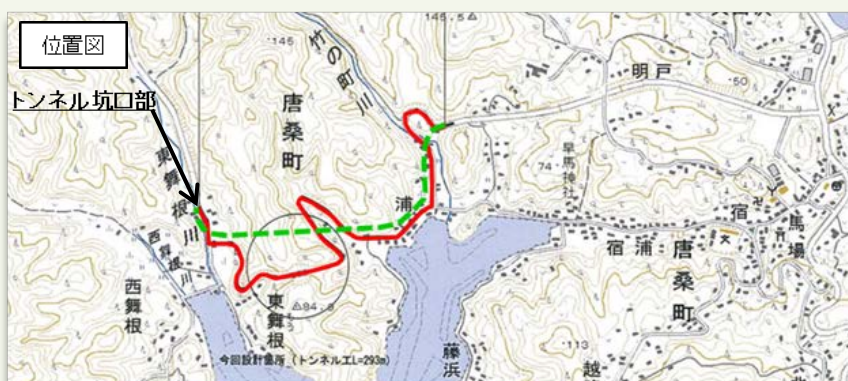 位置図
トンネル坑口部
145.5
145
竹の町川
唐桑町
明戸
50
東舞根川
早馬神社
74
浦
宿
馬場
宿浦
唐桑町
西舞根川
西舞根
東舞根
94.9
今回設計箇所(トンネル工L=293m)
藤浜
113
越